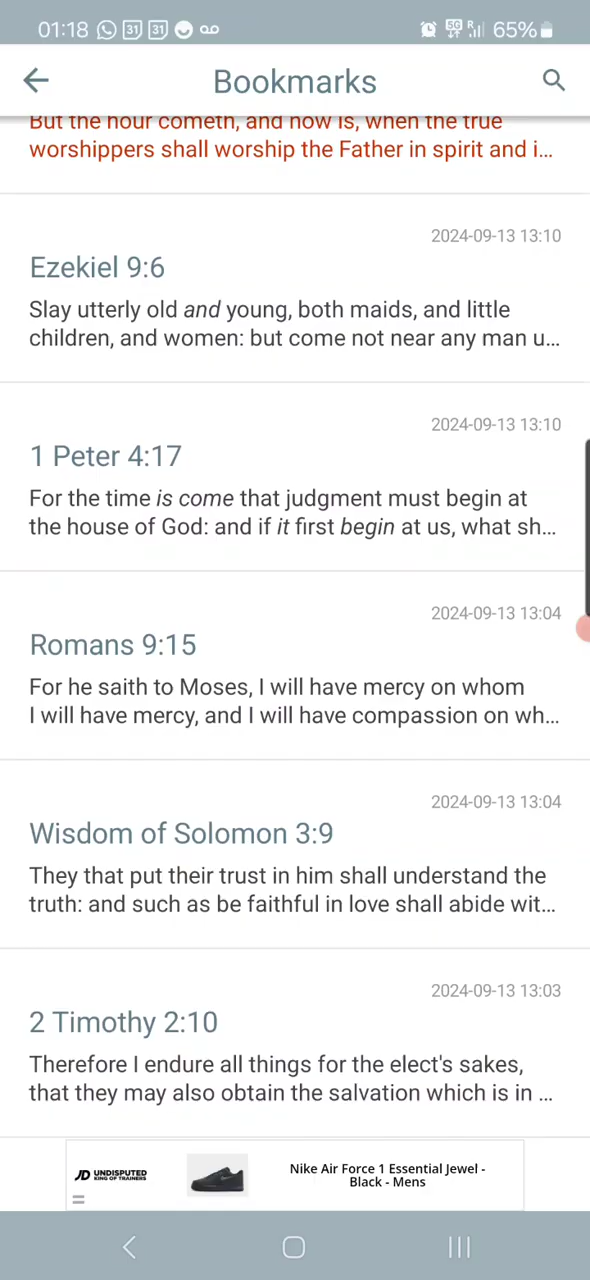 01:18 31 31 5G R 65%
Bookmarks
But the hour cometh, and now is, when the true
worshippers shall worship the Father in spirit and i...
2024-09-13 13:10
Ezekiel 9:6
Slay utterly old and young, both maids, and little
children, and women: but come not near any man u...
2024-09-13 13:10
1 Peter 4:17
For the time is come that judgment must begin at
the house of God: and if it first begin at us, what sh...
2024-09-13 13:04
Romans 9:15
For he saith to Moses, I will have mercy on whom
I will have mercy, and I will have compassion on wh...
2024-09-13 13:04
Wisdom of Solomon 3:9
They that put their trust in him shall understand the
truth: and such as be faithful in love shall abide wit...
2024-09-13 13:03
2 Timothy 2:10
Therefore I endure all things for the elect's sakes,
that they may also obtain the salvation which is in ...
JD UNDISPUTED
KING OF TRAINERS
Nike Air Force 1 Essential Jewel -
Black - Mens